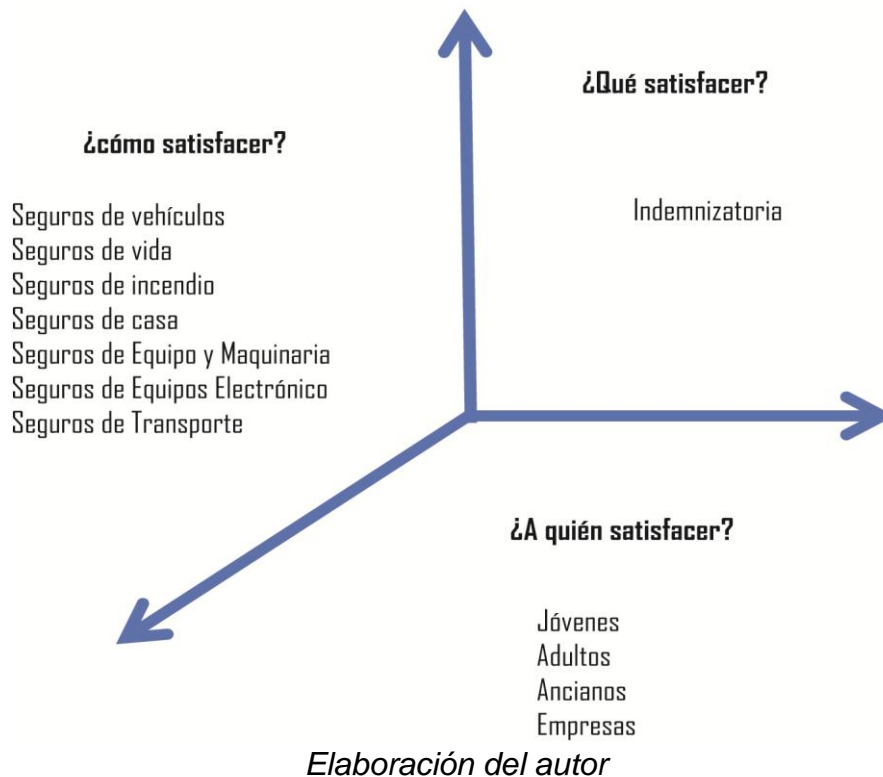 ¿Qué satisfacer?
Indemnizatoria
¿cómo satisfacer?
Seguros de vehículos
Seguros de vida
Seguros de incendio
Seguros de casa
Seguros de Equipo y Maquinaria
Seguros de Equipos Electrónico
Seguros de Transporte
¿A quién satisfacer?
Jóvenes
Adultos
Ancianos
Empresas
Elaboración del autor